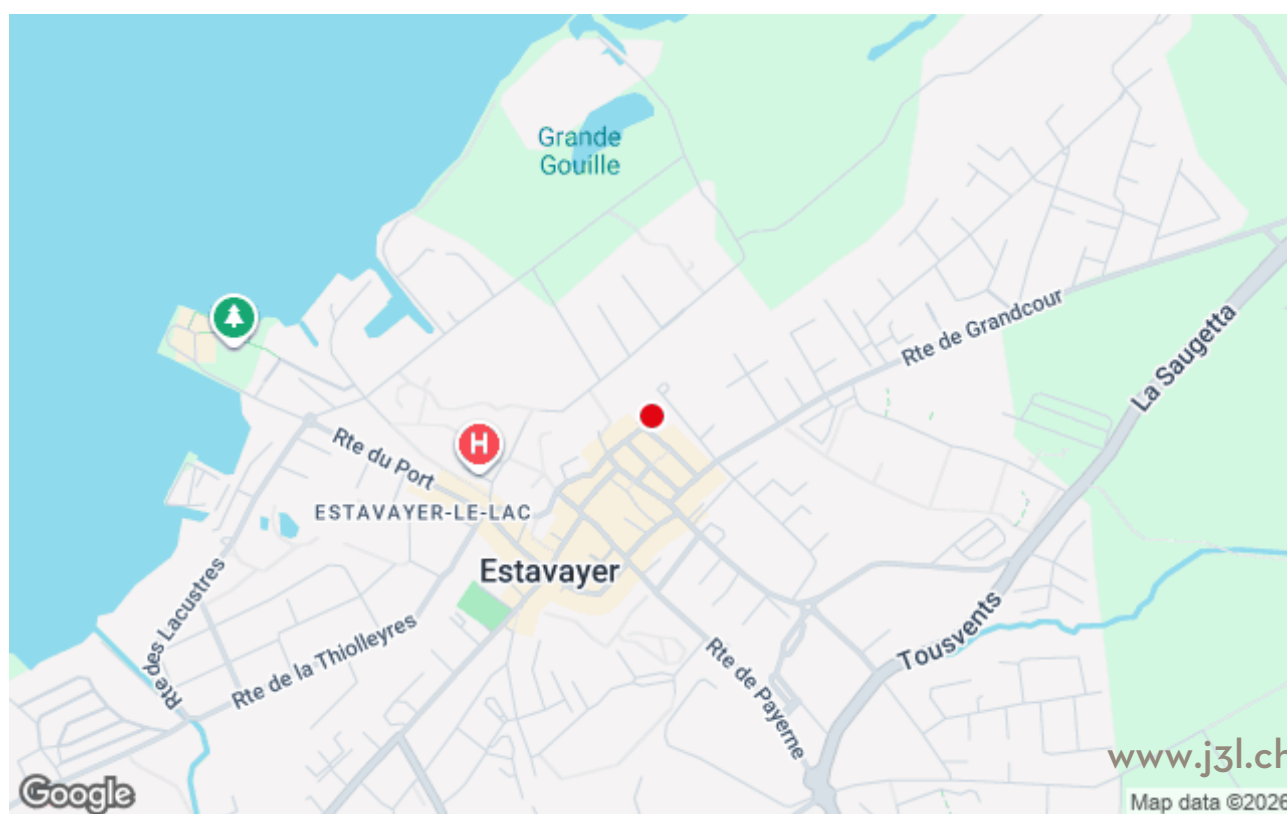 Grande
Gouille
Rte de Grandcour
La Saugetta
Rte du Port
H
ESTAVAYER-LE-LAC
Estavayer
Rte des Lacustres
Rte de la Thiolleyres
Tousvents
Rte de Payerne
www.j3l.ch
Google
Map data ©2026